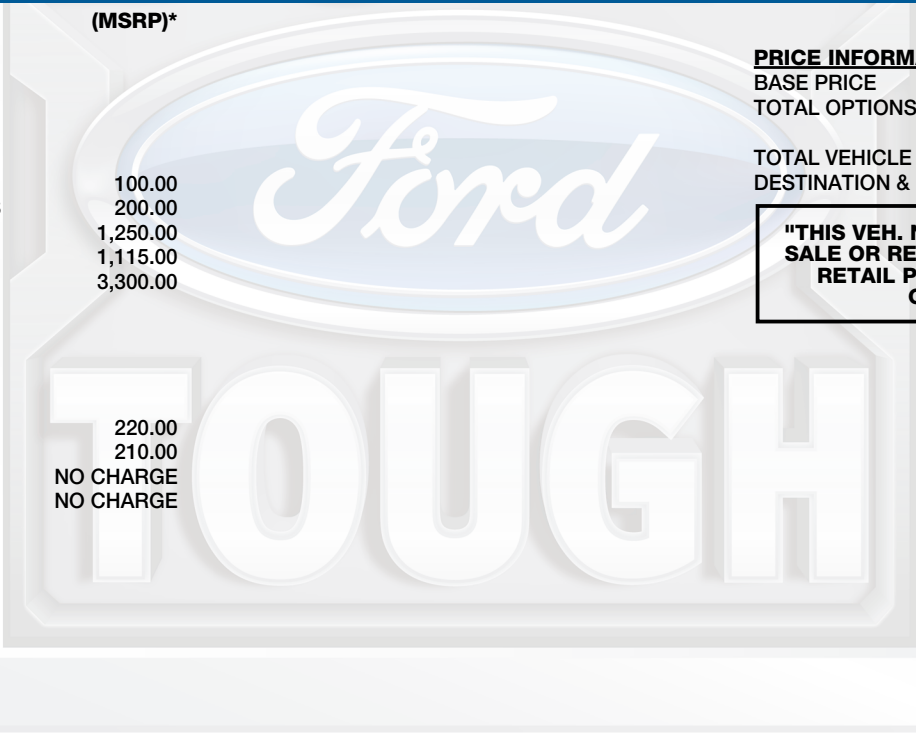 (MSRP)*
100.00
200.00
1,250.00
1,115.00
3,300.00
220.00
210.00
NO CHARGE
NO CHARGE
PRICE INFORM
BASE PRICE
TOTAL OPTIONS
TOTAL VEHICLE
DESTINATION &
"THIS VEH.
SALE OR RE
RETAIL P
Ford
TOUGH